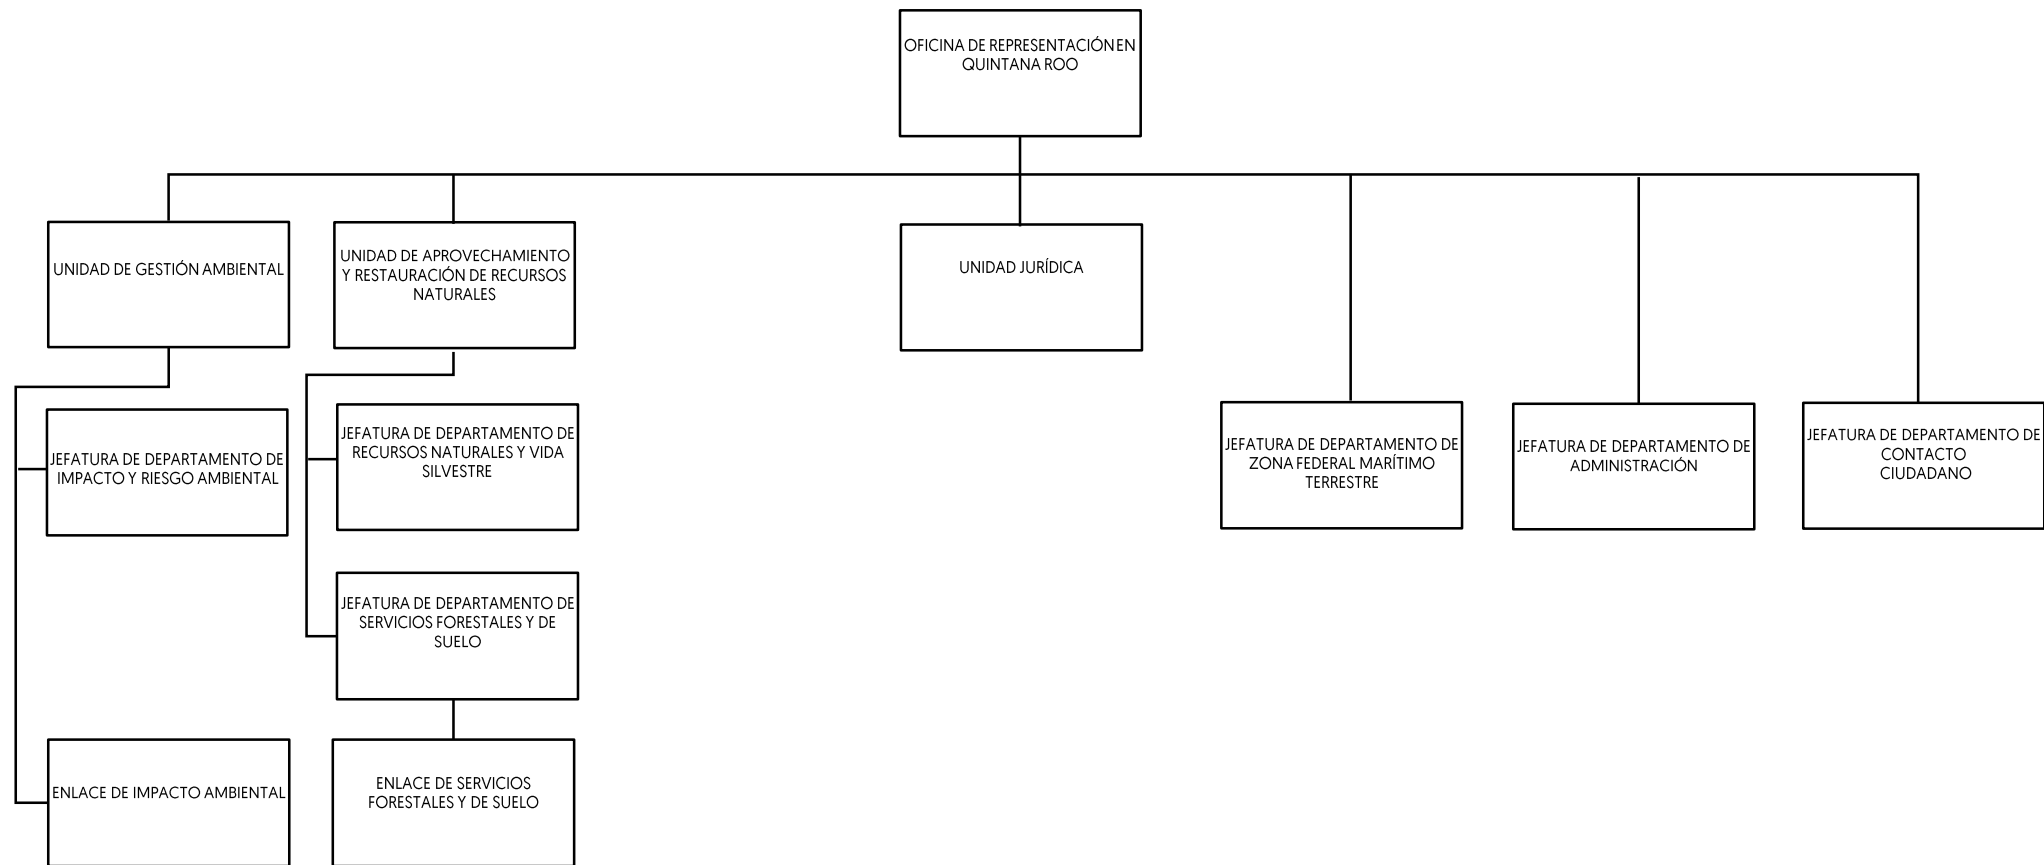 OFICINA DE REPRESENTACIÓN EN
QUINTANA ROO
UNIDAD DE GESTIÓN AMBIENTAL
UNIDAD DE APROVECHAMIENTO
Y RESTAURACIÓN DE RECURSOS
NATURALES
UNIDAD JURÍDICA
JEFATURA DE DEPARTAMENTO DE
IMPACTO Y RIESGO AMBIENTAL
JEFATURA DE DEPARTAMENTO DE
RECURSOS NATURALES Y VIDA
SILVESTRE
JEFATURA DE DEPARTAMENTO DE
ZONA FEDERAL MARÍTIMO
TERRESTRE
JEFATURA DE DEPARTAMENTO DE
ADMINISTRACIÓN
JEFATURA DE DEPARTAMENTO DE
CONTACTO
CIUDADANO
JEFATURA DE DEPARTAMENTO DE
SERVICIOS FORESTALES Y DE
SUELO
ENLACE DE IMPACTO AMBIENTAL
ENLACE DE SERVICIOS
FORESTALES Y DE SUELO